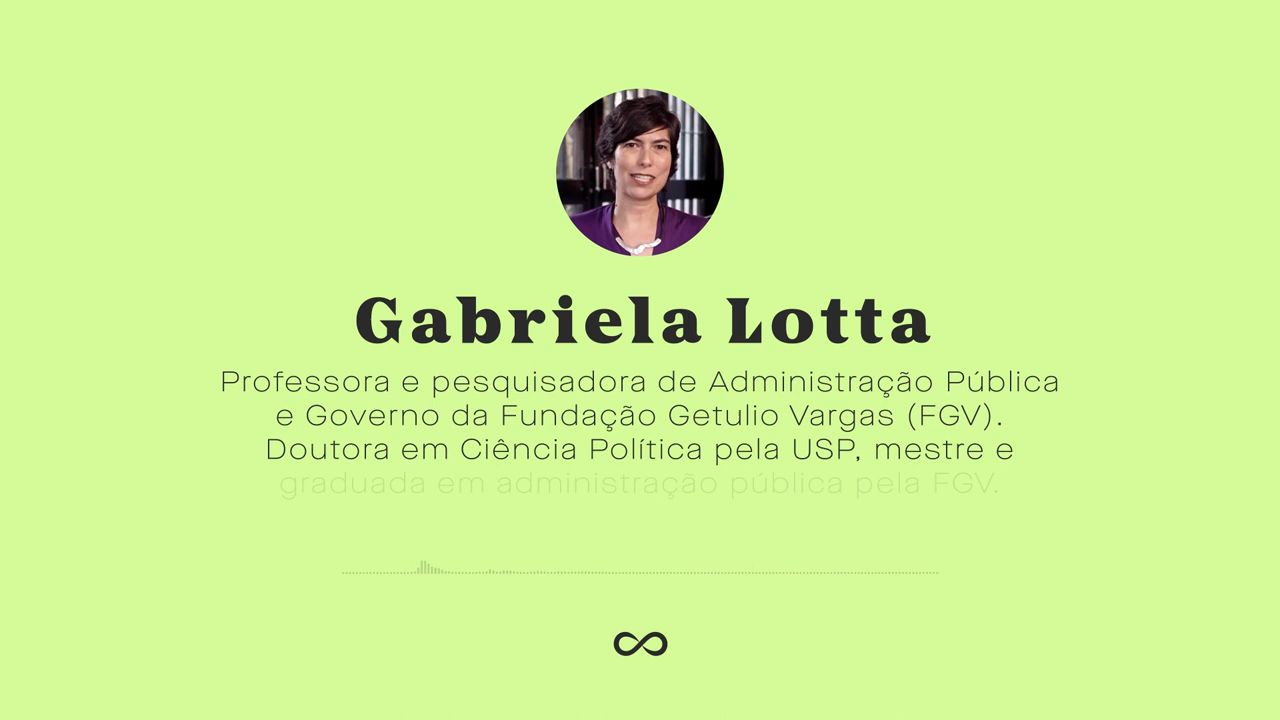 Gabriela Lotta
Professora e pesquisadora de Administração Pública
e Governo da Fundação Getulio Vargas (FGV).
Doutora em Ciência Política pela USP, mestre e
graduada em administração pública pela FGV.